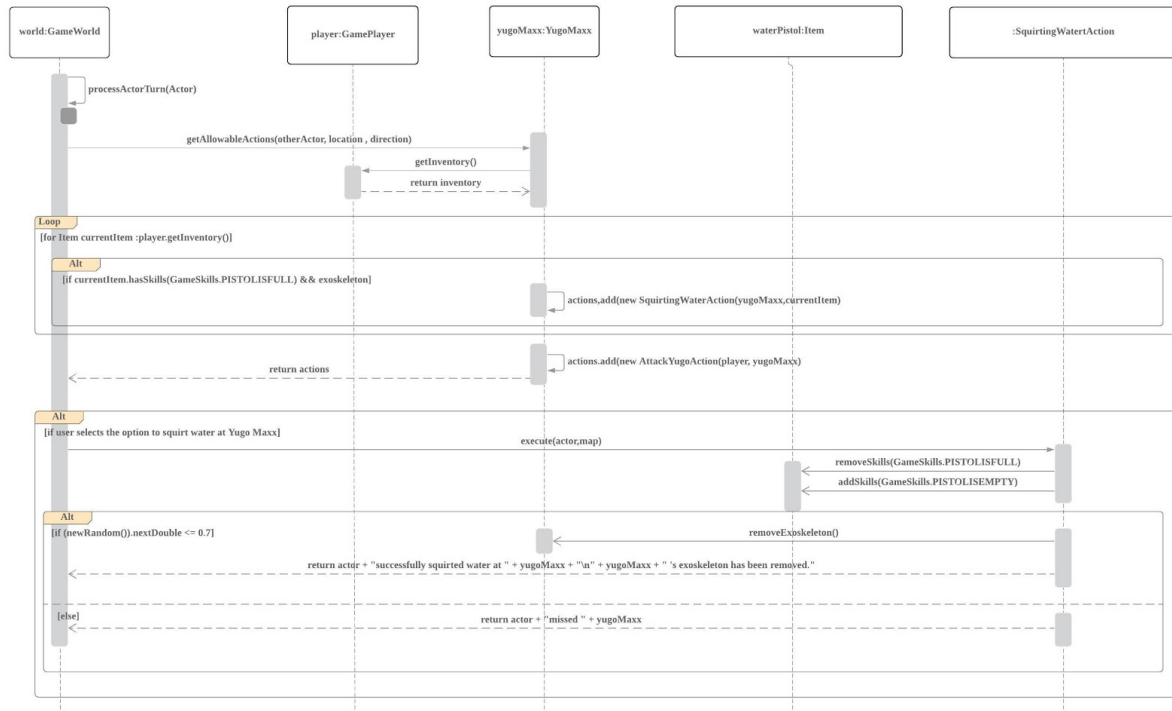 world:GameWorld
player:GamePlayer
yugoMaxx:YugoMaxx
waterPistol:Item
:SquirtingWatertAction
processActorTurn(Actor)
getAllowableActions(otherActor, location , direction)
getInventory()
return inventory
Loop
[for Item currentItem :player.getInventory()]
Alt
[if currentItem.hasSkills(GameSkills.PISTOLISFULL) && exoskeleton]
actions,add(new SquirtingWaterAction(yugoMaxx,currentItem)
actions.add(new AttackYugoAction(player, yugoMaxx)
return actions
Alt
[if user selects the option to squirt water at Yugo Maxx]
execute(actor,map)
removeSkills(GameSkills.PISTOLISFULL)
addSkills(GameSkills.PISTOLISEMPTY)
Alt
[if (newRandom()).nextDouble <= 0.7]
removeExoskeleton()
return actor + "successfully squirted water at " + yugoMaxx + "\n" + yugoMaxx + " 's exoskeleton has been removed."
[else]
return actor + "missed " + yugoMaxx